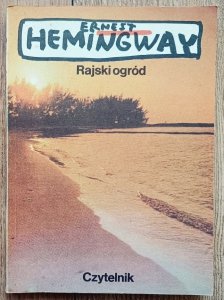 ERNEST
HEMINGWAY
Rajski ogród
Czytelnik